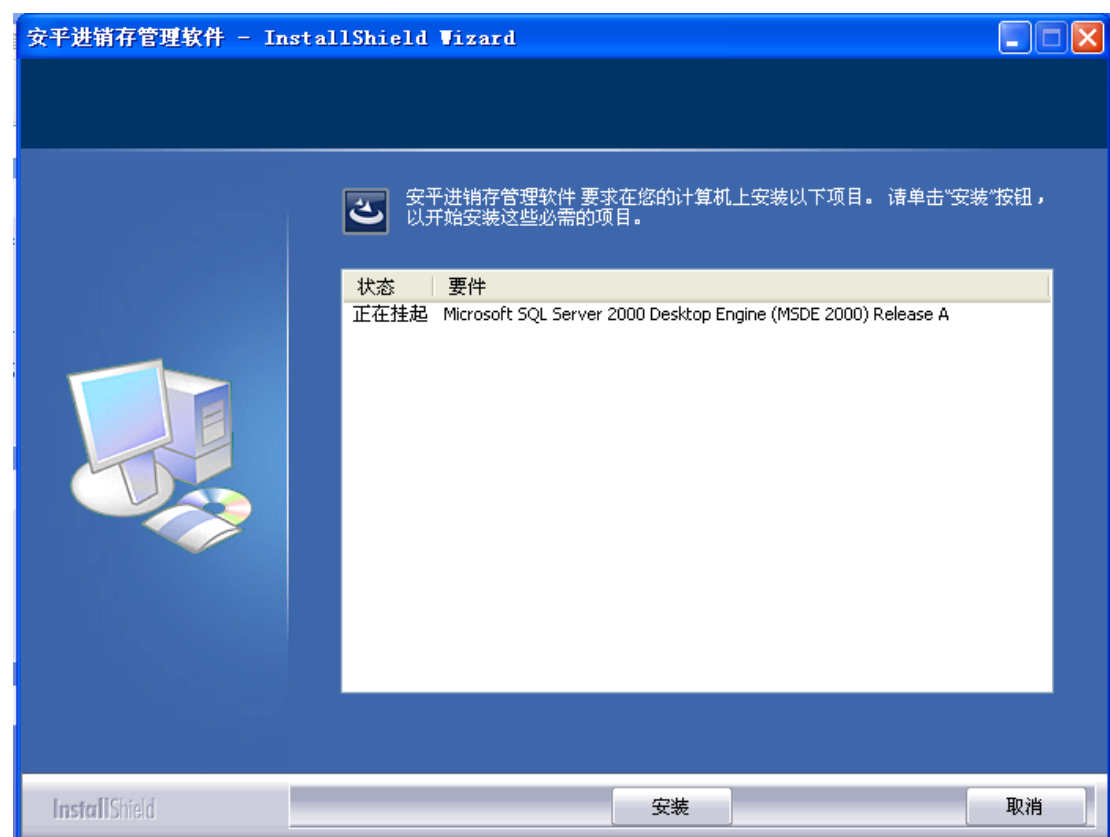 安平进销存管理软件 - InstallShield Wizard
安平进销存管理软件 要求在您的计算机上安装以下项目。 请单击“安装”按钮，
以开始安装这些必需的项目。
状态 要件
正在挂起 Microsoft SQL Server 2000 Desktop Engine (MSDE 2000) Release A
InstallShield
安装
取消